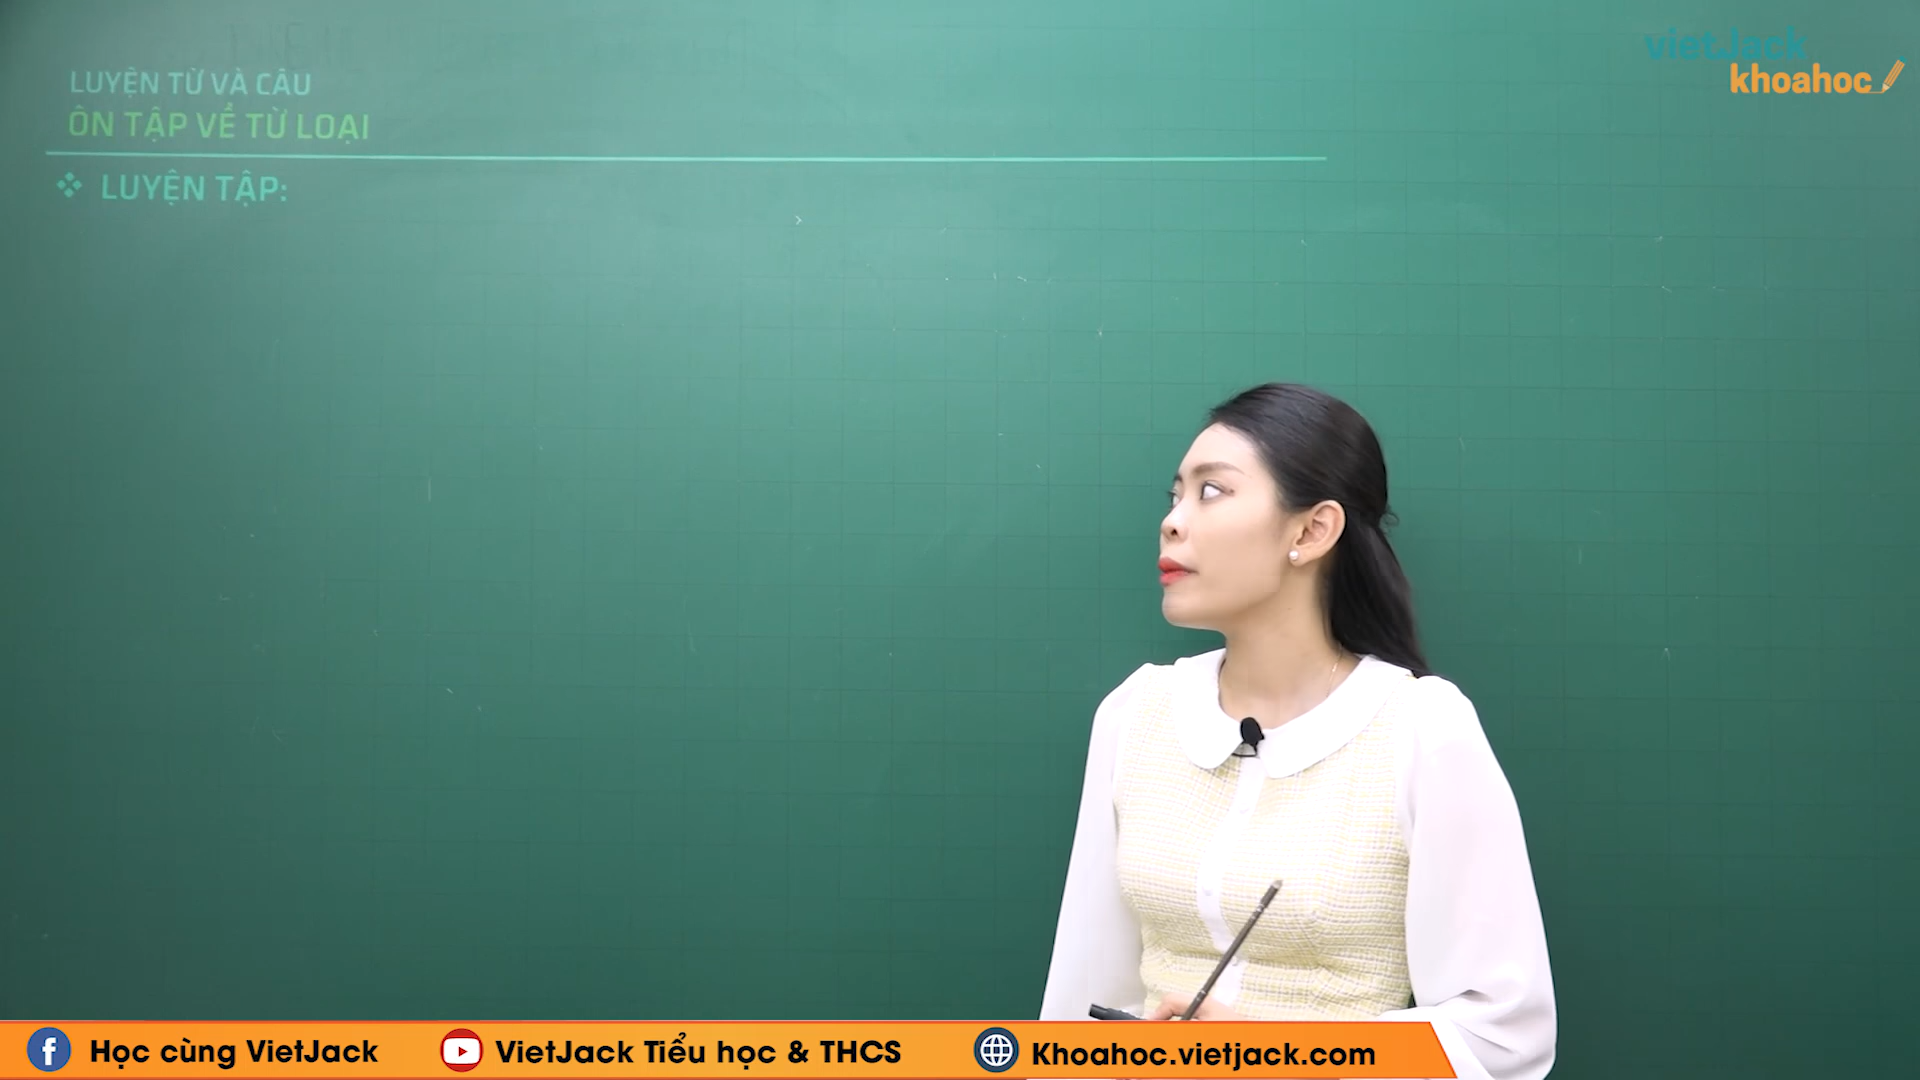 vietJack
khoahoc
LUYỆN TỪ VÀ CÂU
ÔN TẬP VỀ TỪ LOẠI
LUYỆN TẬP:
Học cùng VietJack
VietJack Tiểu học & THCS
Khoahoc.vietjack.com